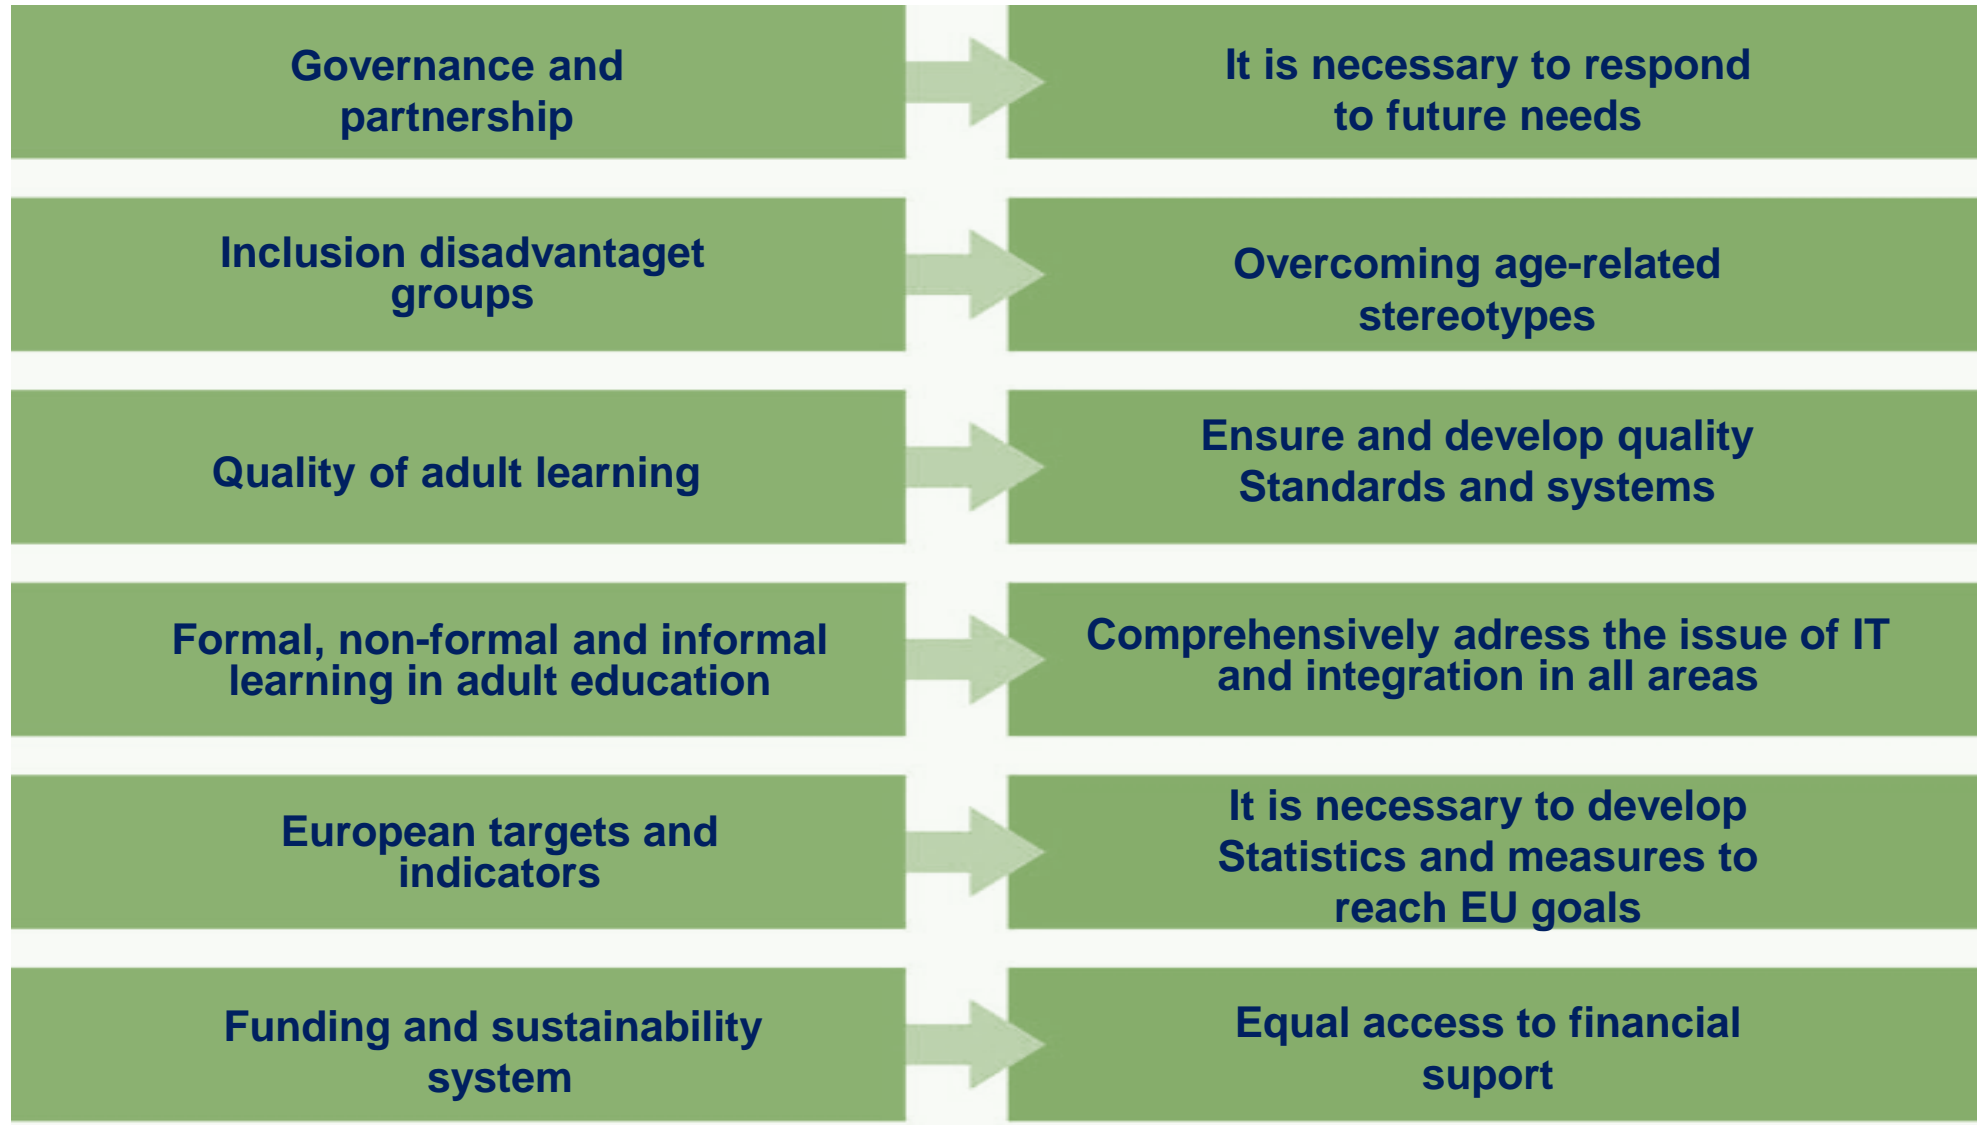 Governance and
partnership
It is necessary to respond
to future needs
Inclusion disadvantaget
groups
Overcoming age-related
stereotypes
Quality of adult learning
Ensure and develop quality
Standards and systems
Formal, non-formal and informal
learning in adult education
Comprehensively adress the issue of IT
and integration in all areas
European targets and
indicators
It is necessary to develop
Statistics and measures to
reach EU goals
Funding and sustainability
system
Equal access to financial
suport